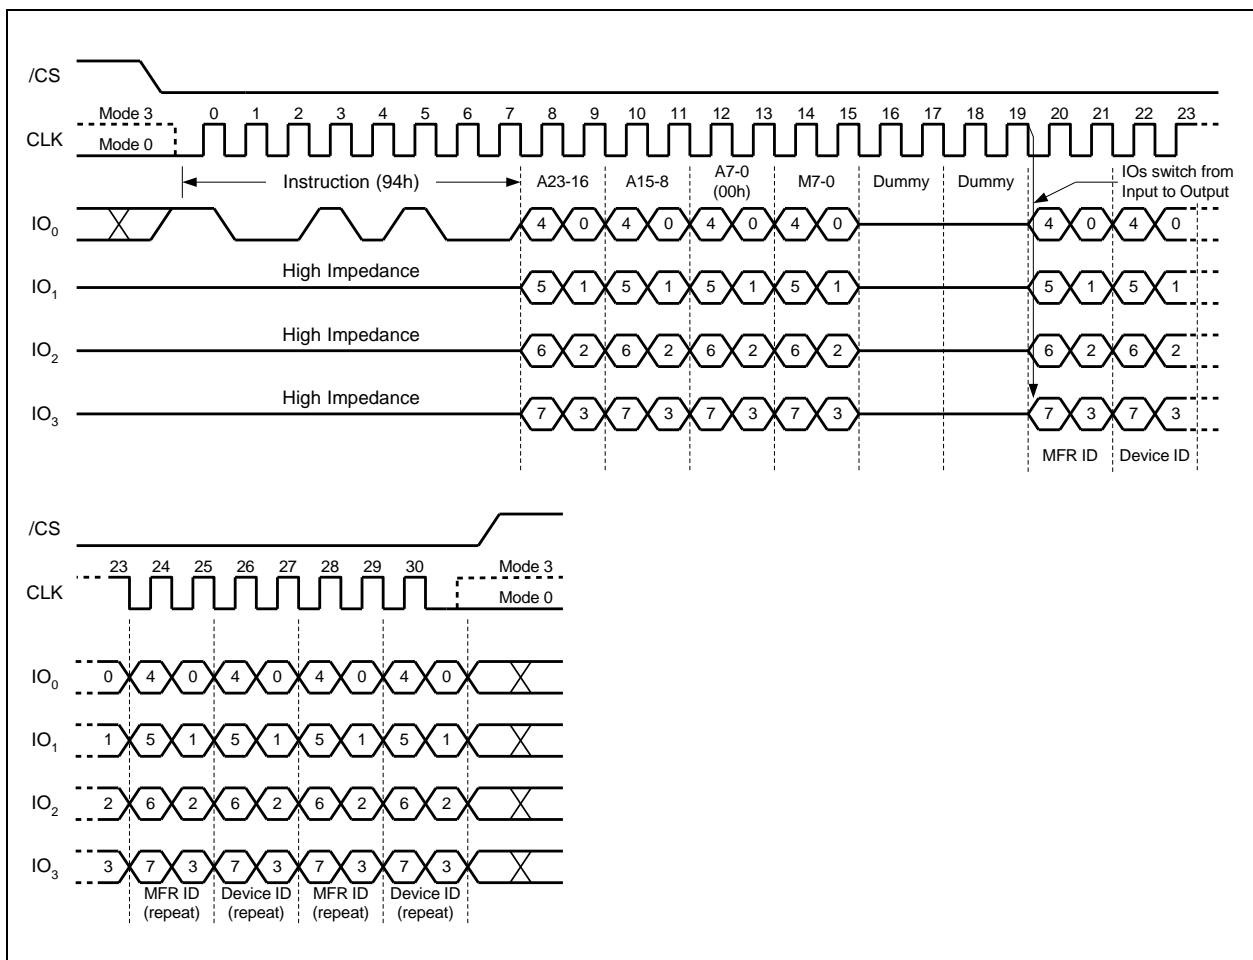 /CS
Mode 3 0 1 2 3 4 5 6 7 8 9 10 11 12 13 14 15 16 17 18 19 20 21 22 23
CLK Mode 0
Instruction (94h) A23-16 A15-8 A7-0 (00h) M7-0 Dummy Dummy IOs switch from
Input to Output
IO0 4 0 4 0 4 0 4 0 4 0 4 0
High Impedance
IO1 5 1 5 1 5 1 5 1 5 1 5 1
High Impedance
IO2 6 2 6 2 6 2 6 2 6 2 6 2
High Impedance
IO3 7 3 7 3 7 3 7 3 7 3 7 3
MFR ID Device ID
/CS
23 24 25 26 27 28 29 30 Mode 3
CLK Mode 0
IO0 0 4 0 4 0 4 0 4 0
IO1 1 5 1 5 1 5 1 5 1
IO2 2 6 2 6 2 6 2 6 2
IO3 3 7 3 7 3 7 3 7 3
MFR ID Device ID MFR ID Device ID
(repeat) (repeat) (repeat) (repeat)